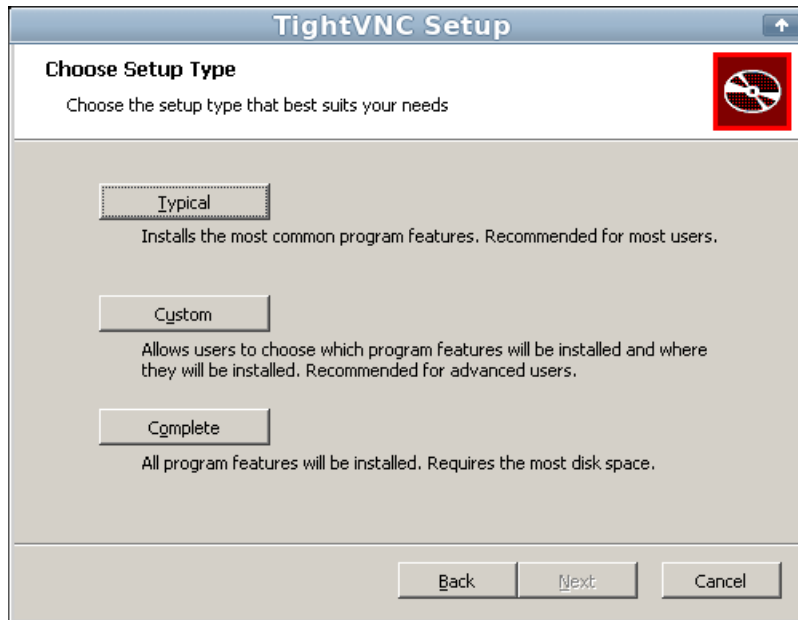 TightVNC Setup
Choose Setup Type
Choose the setup type that best suits your needs
Typical
Installs the most common program features. Recommended for most users.
Custom
Allows users to choose which program features will be installed and where
they will be installed. Recommended for advanced users.
Complete
All program features will be installed. Requires the most disk space.
Back Next Cancel